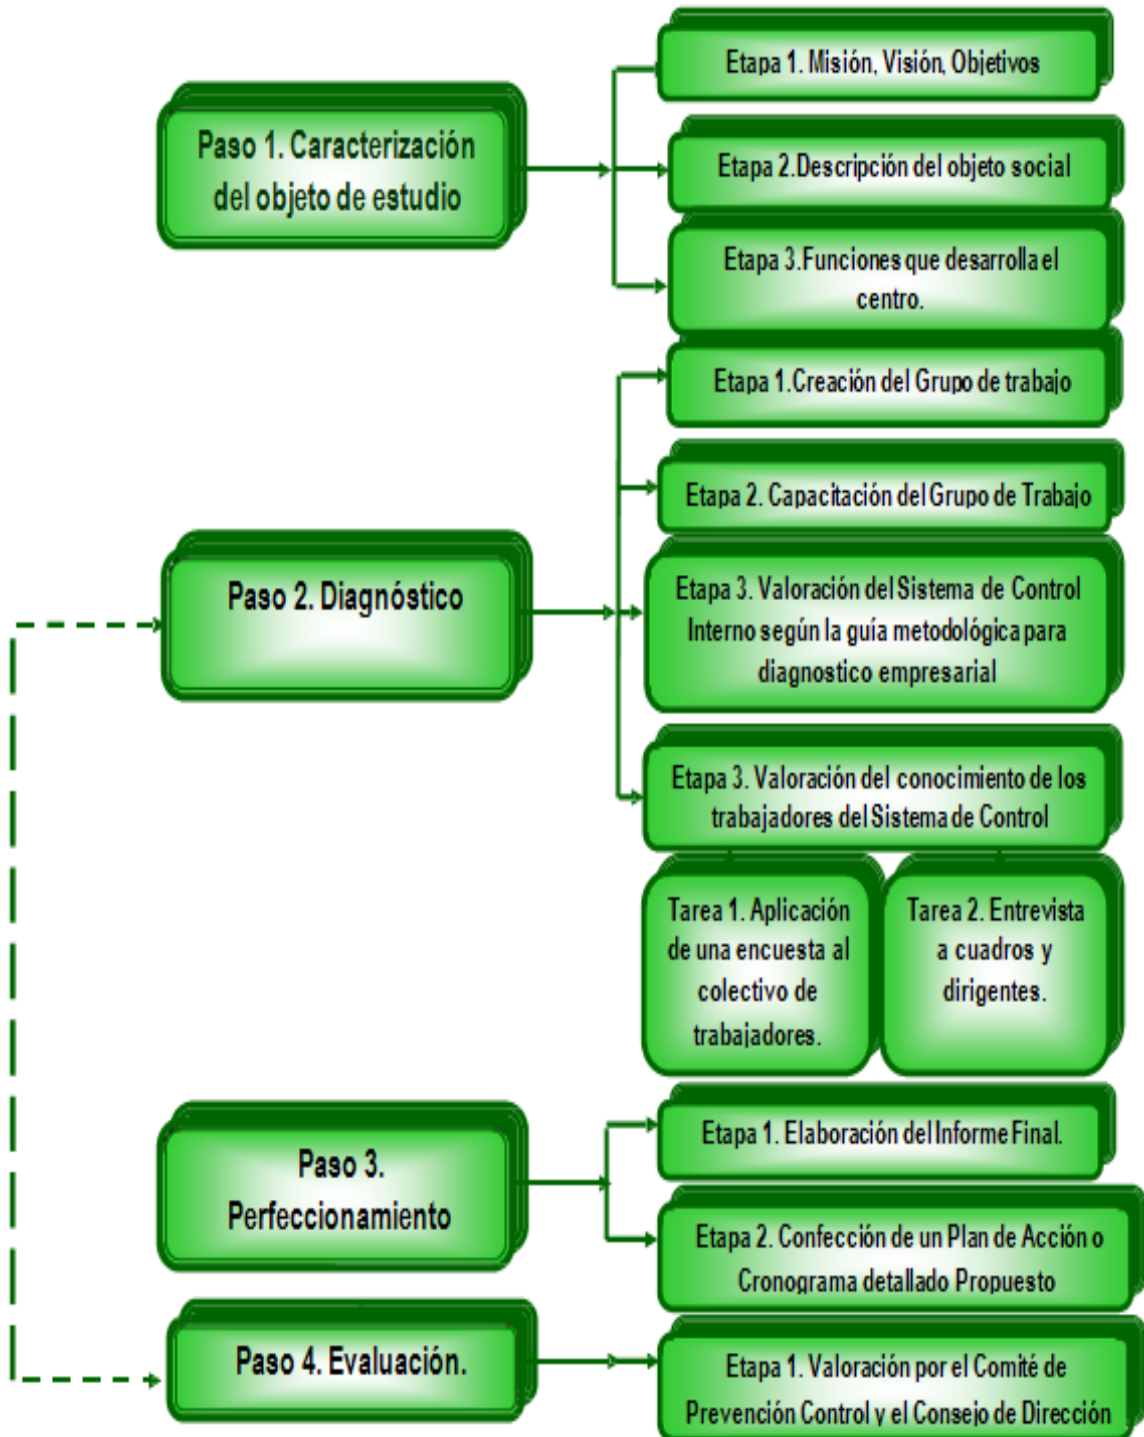 Paso 1. Caracterización
del objeto de estudio
Etapa 1. Misión, Visión, Objetivos
Etapa 2.Descripción del objeto social
Etapa 3.Funciones que desarrolla el
centro.
Paso 2. Diagnóstico
Etapa 1.Creación del Grupo de trabajo
Etapa 2. Capacitación del Grupo de Trabajo
Etapa 3. Valoración del Sistema de Control
Interno según la guía metodológica para
diagnostico empresarial
Etapa 3. Valoración del conocimiento de los
trabajadores del Sistema de Control
Tarea 1. Aplicación
de una encuesta al
colectivo de
trabajadores.
Tarea 2. Entrevista
a cuadros y
dirigentes.
Paso 3.
Perfeccionamiento
Etapa 1. Elaboración del Informe Final.
Etapa 2. Confección de un Plan de Acción o
Cronograma detallado Propuesto
Paso 4. Evaluación.
Etapa 1. Valoración por el Comité de
Prevención Control y el Consejo de Dirección